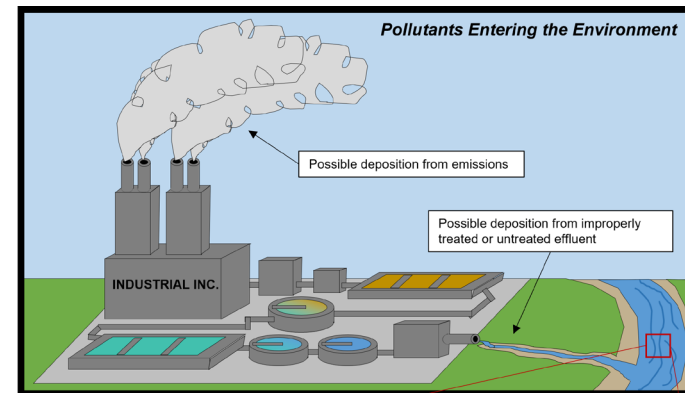 Pollutants Entering the Environment
Possible deposition from emissions
Possible deposition from improperly
treated or untreated effluent
INDUSTRIAL INC.